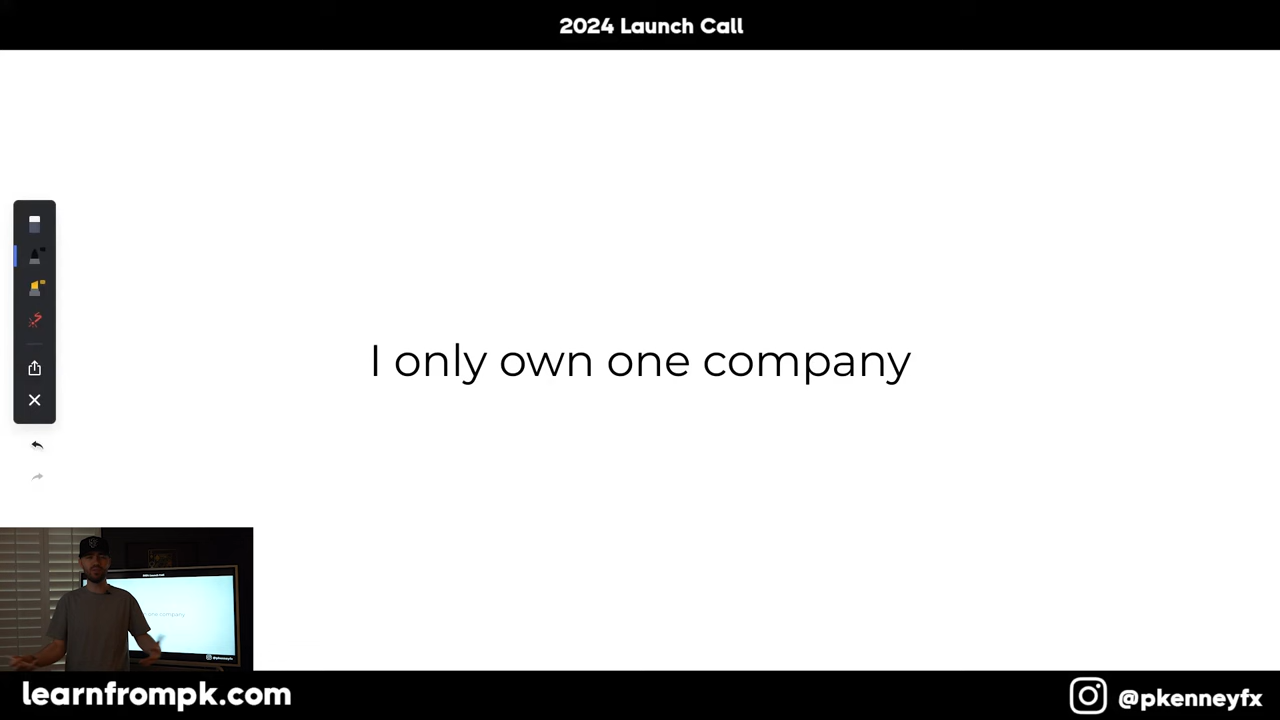 2024 Launch Call
I only own one company
learnfrompk.com
@pkenneyfx